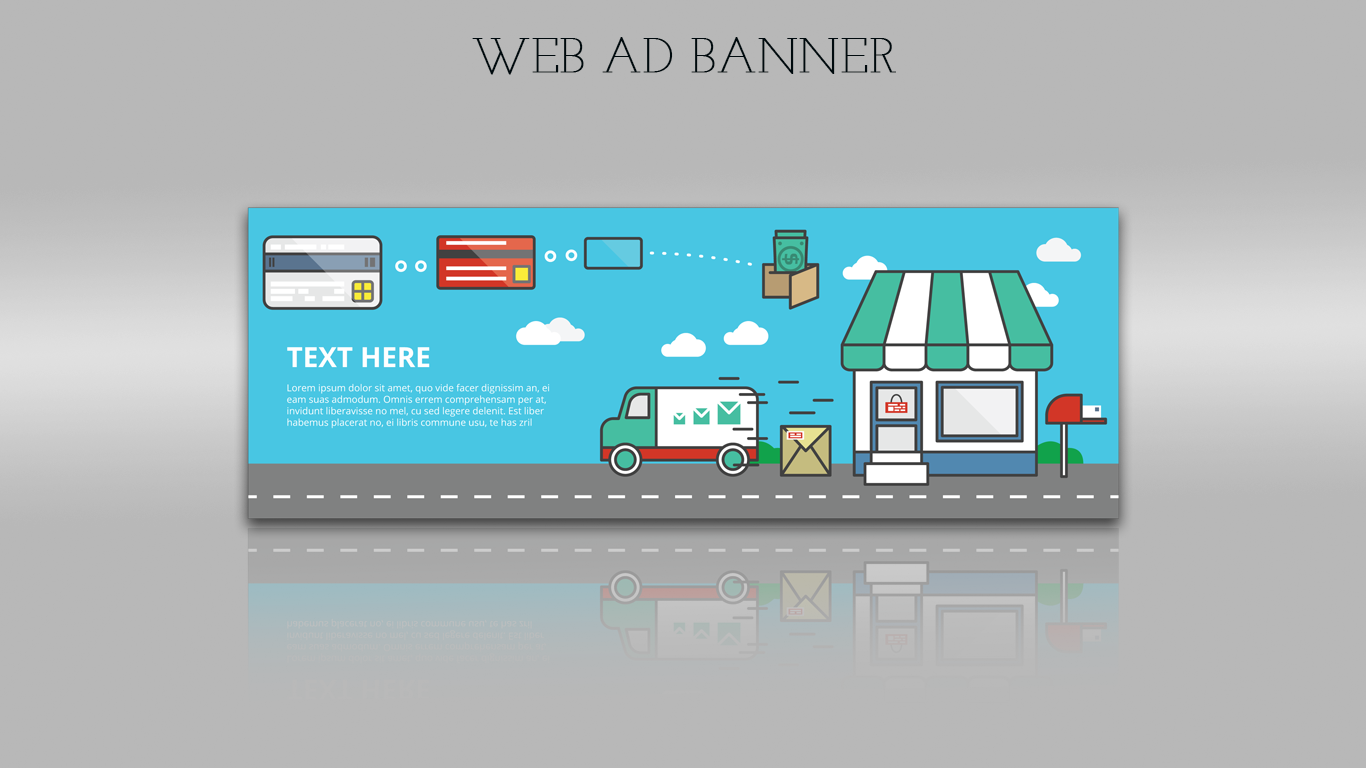 WEB AD BANNER
TEXT HERE
Lorem ipsum dolor sit amet, quo vide facer dignissim an, ei
eam suas admodum. Omnis errem comprehensam per at,
invidunt liberavisse no mel, cu sed legere delenit. Est liber
habemus placerat no, ei libris commune usu, te has zril